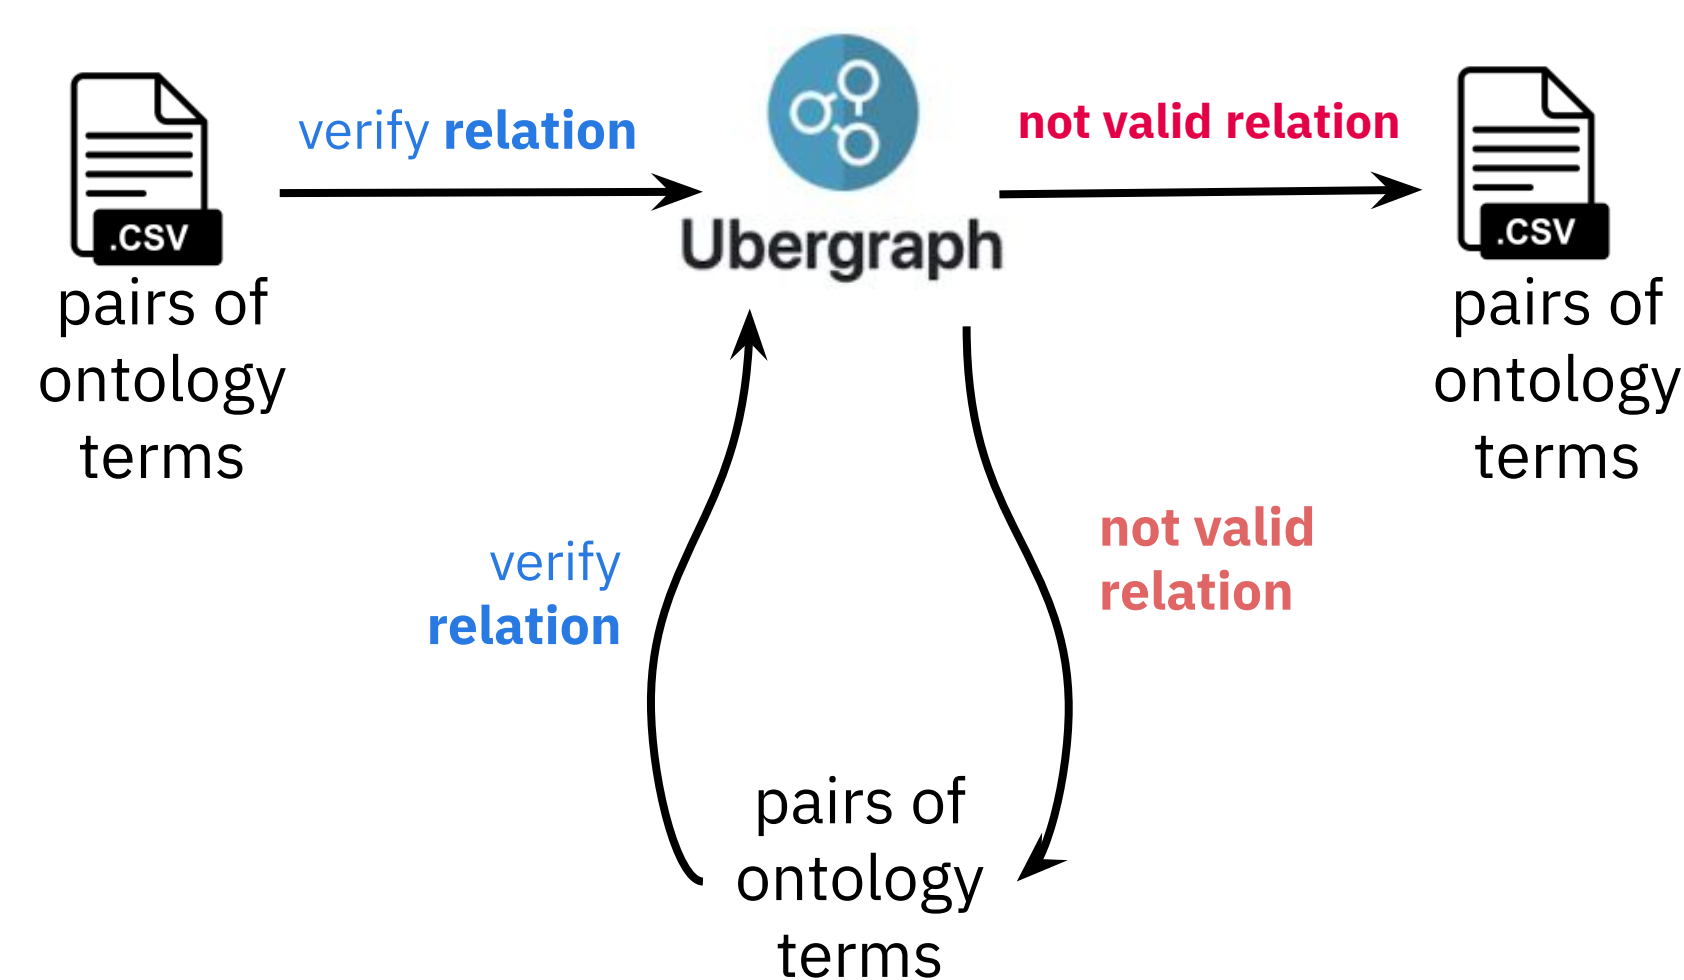 verify relation
not valid relation
.CSV
.CSV
Ubergraph
pairs of
ontology
terms
pairs of
ontology
terms
verify
relation
not valid
relation
pairs of
ontology
terms